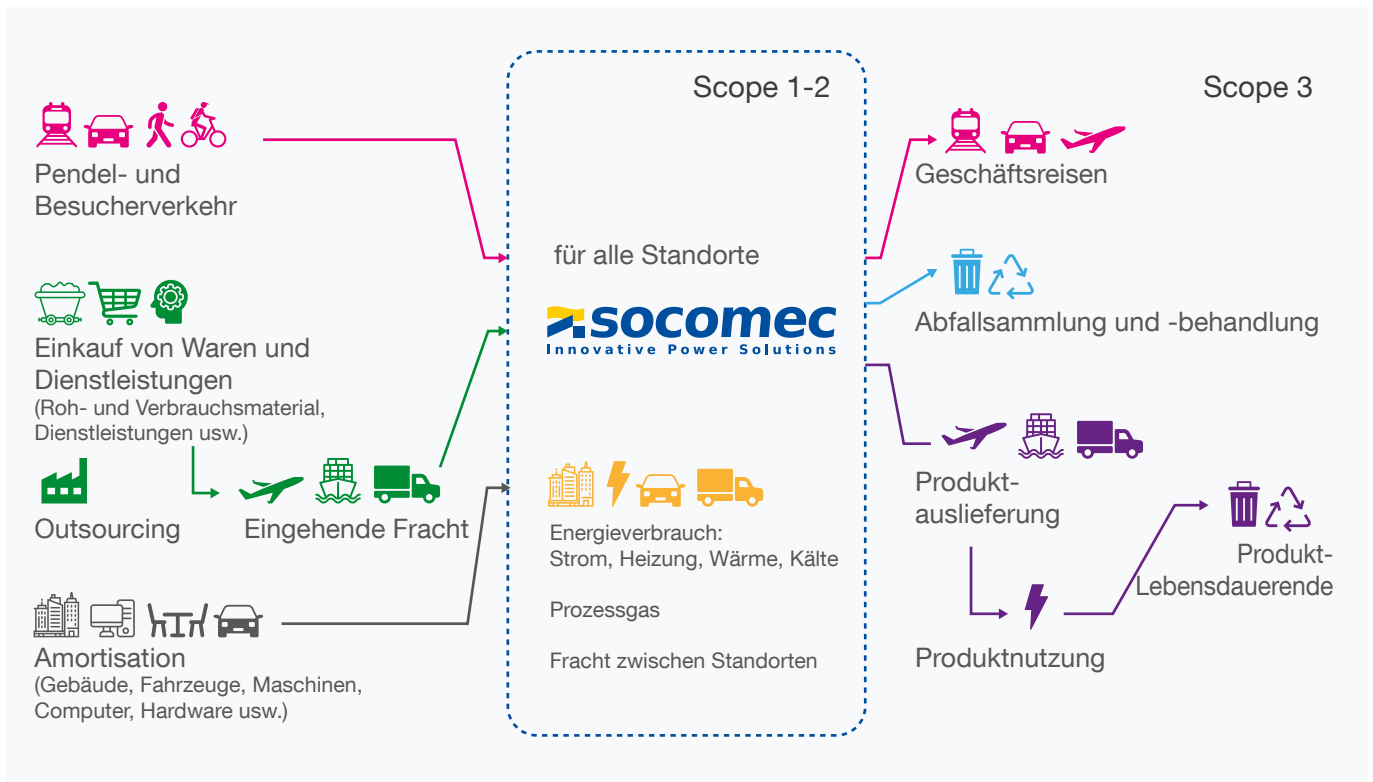 Scope 1-2
Scope 3
Pendel- und
Besucherverkehr
Einkauf von Waren und
Dienstleistungen
(Roh- und Verbrauchsmaterial,
Dienstleistungen usw.)
Outsourcing
Eingehende Fracht
Amortisation
(Gebäude, Fahrzeuge, Maschinen,
Computer, Hardware usw.)
für alle Standorte
socomec
Innovative Power Solutions
Energieverbrauch:
Strom, Heizung, Wärme, Kälte
Prozessgas
Fracht zwischen Standorten
Geschäftsreisen
Abfallsammlung und -behandlung
Produkt-
auslieferung
Produktnutzung
Produkt-
Lebensdauerende